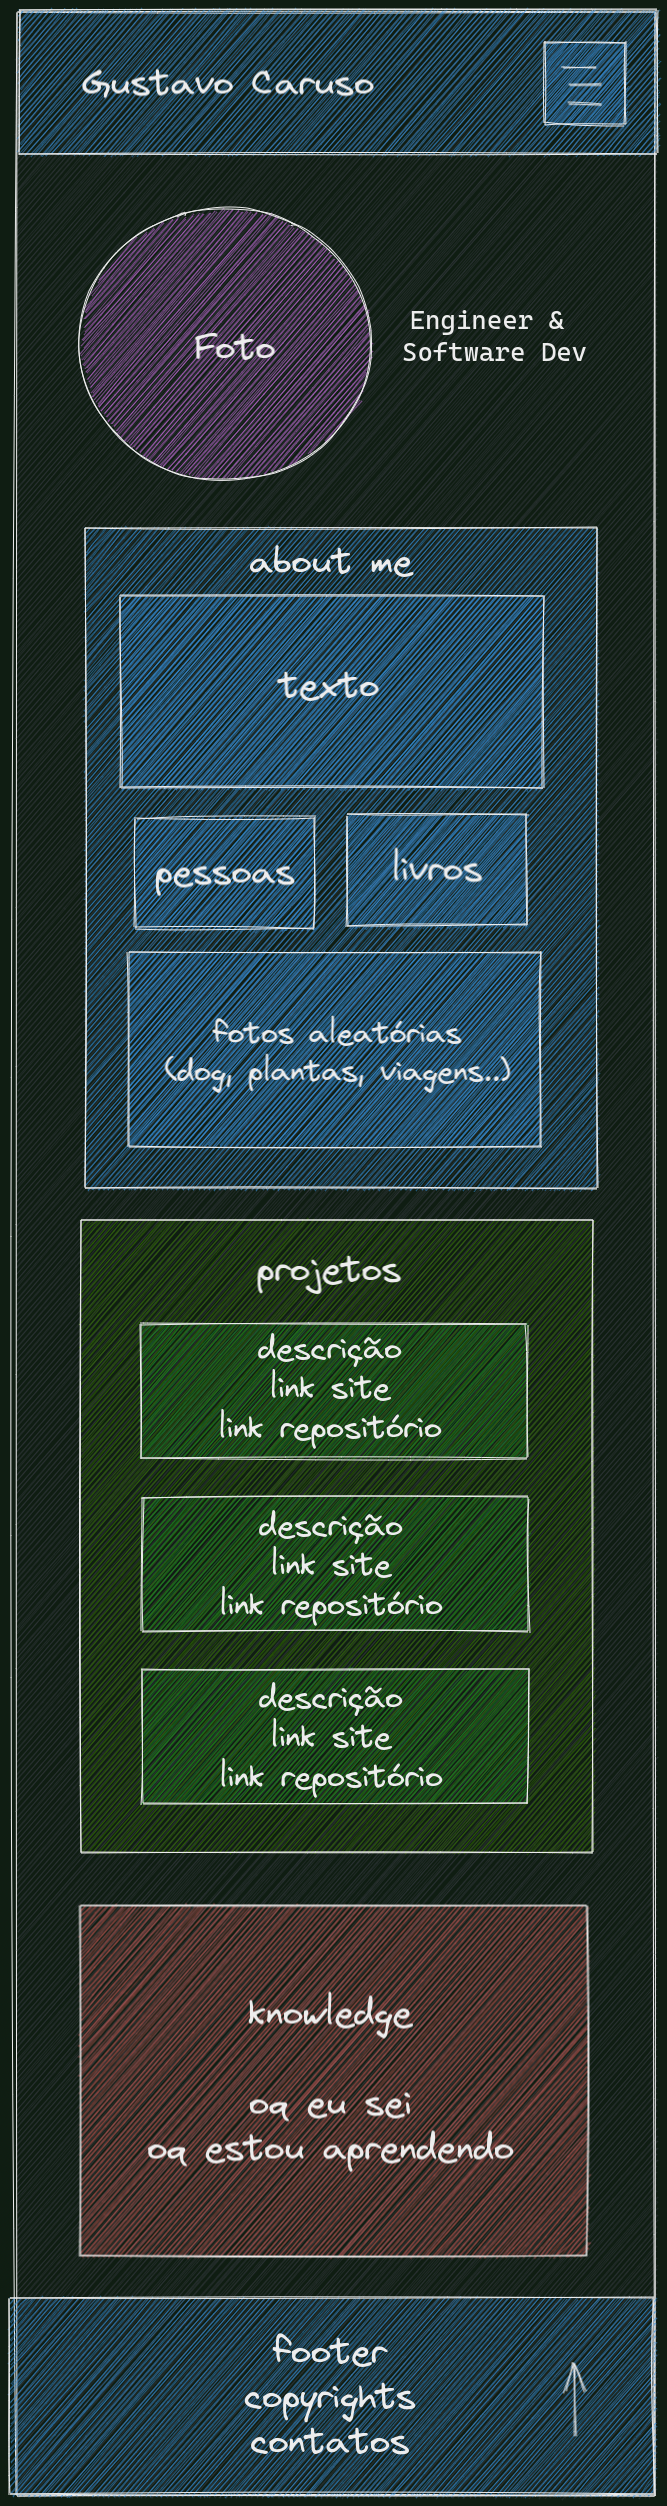 Gustavo Caruso
Foto
Engineer &
Software Dev
about me
texto
pessoas
livros
fotos aleatórias
(dog, plantas, viagens..)
projetos
descrição
link site
link repositório
descrição
link site
link repositório
descrição
link site
link repositório
knowledge
oq eu sei
oq estou aprendendo
footer
copyrights
contatos